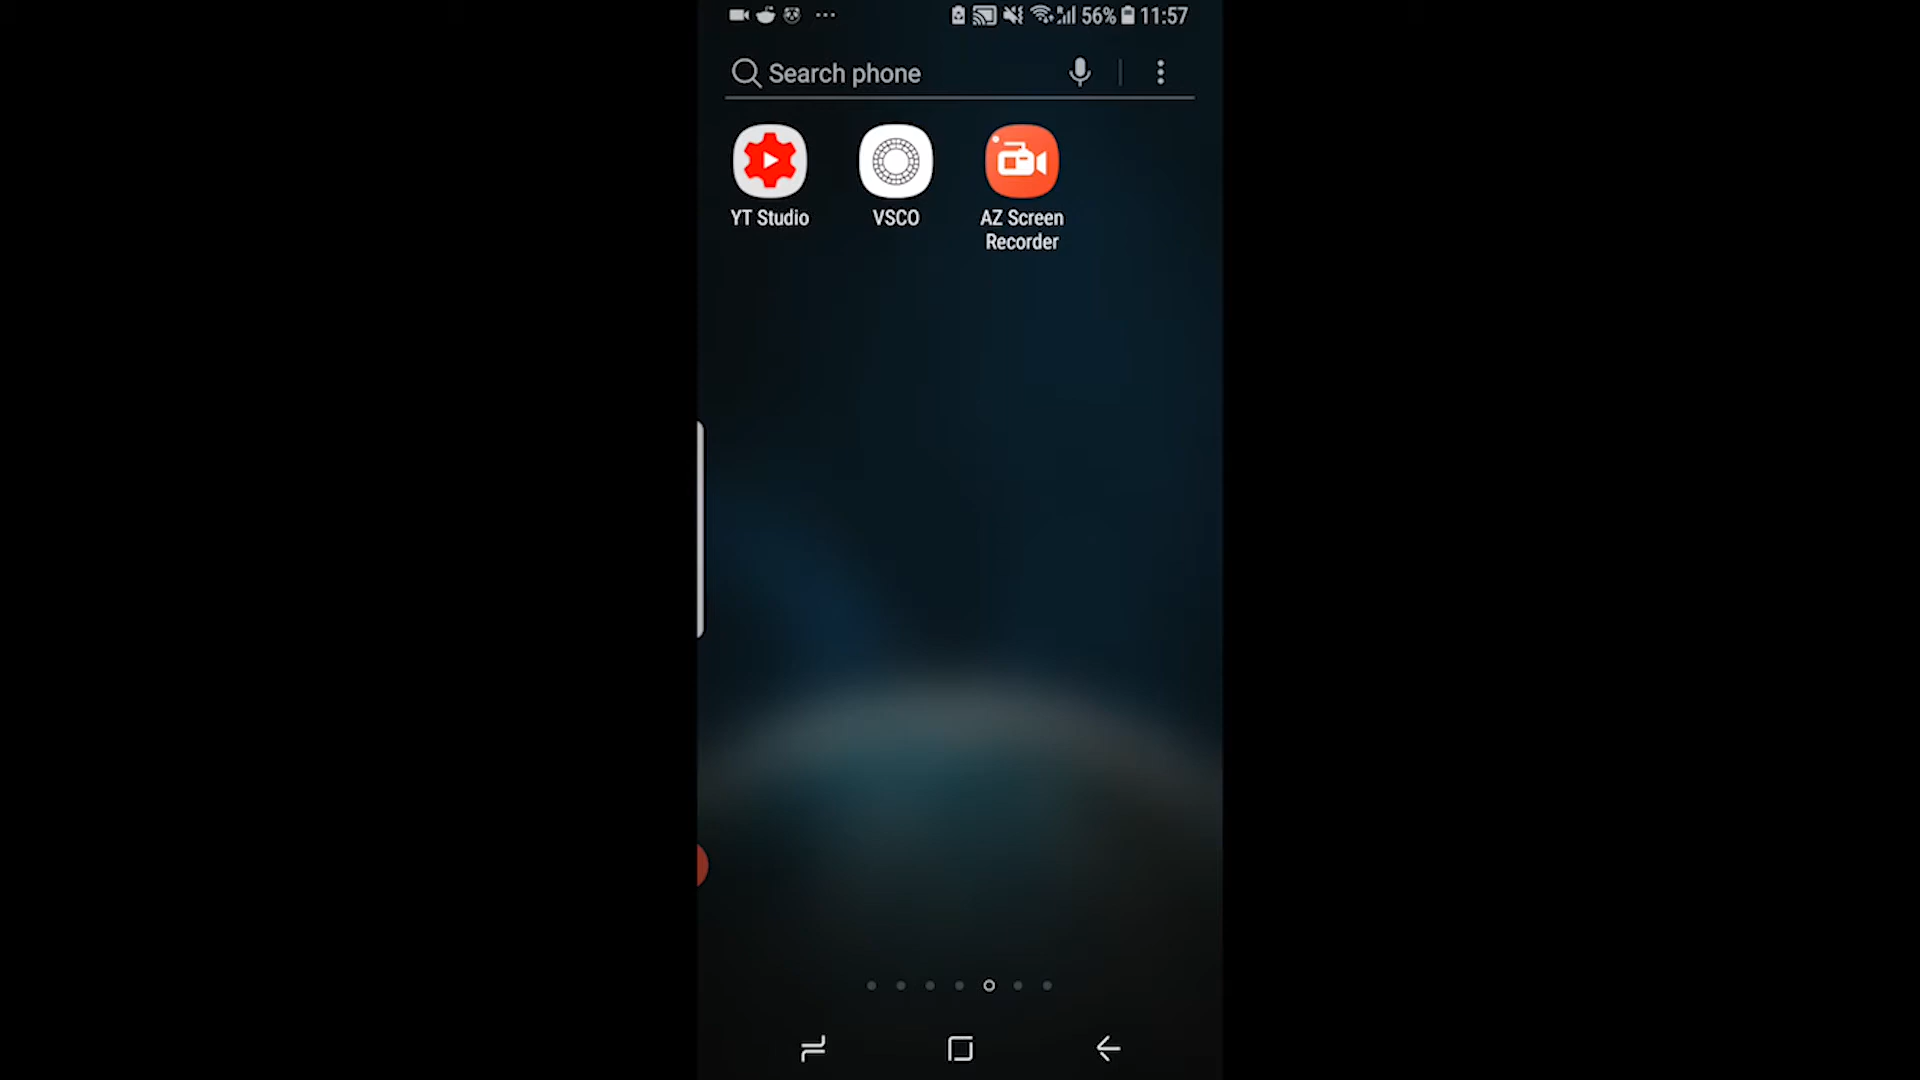 56% 11:57
Search phone
YT Studio
VSCO
AZ Screen
Recorder